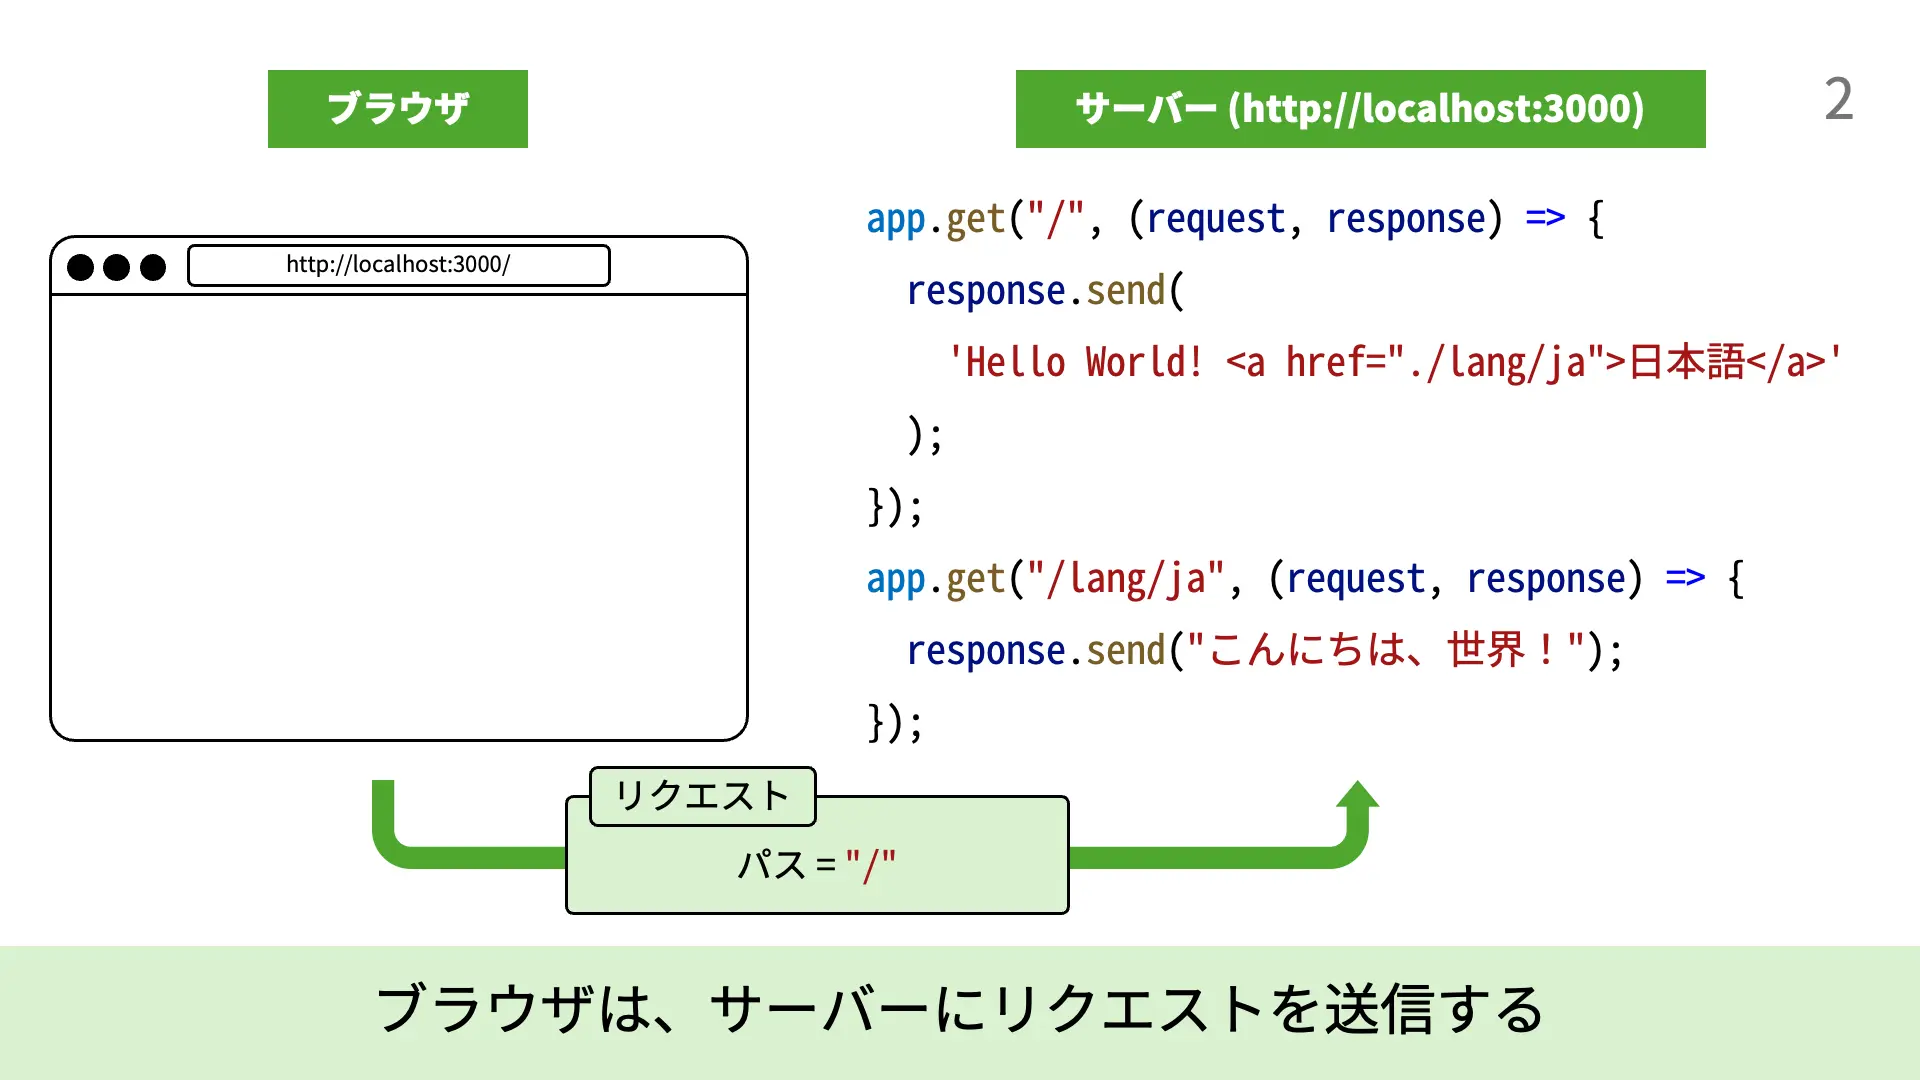 ブラウザ
サーバー (http://localhost:3000)
2
http://localhost:3000/
app.get("/", (request, response) => {
  response.send(
    'Hello World! <a href="./lang/ja">日本語</a>'
  );
});
app.get("/lang/ja", (request, response) => {
  response.send("こんにちは、世界！");
});
リクエスト
パス = "/"
ブラウザは、サーバーにリクエストを送信する